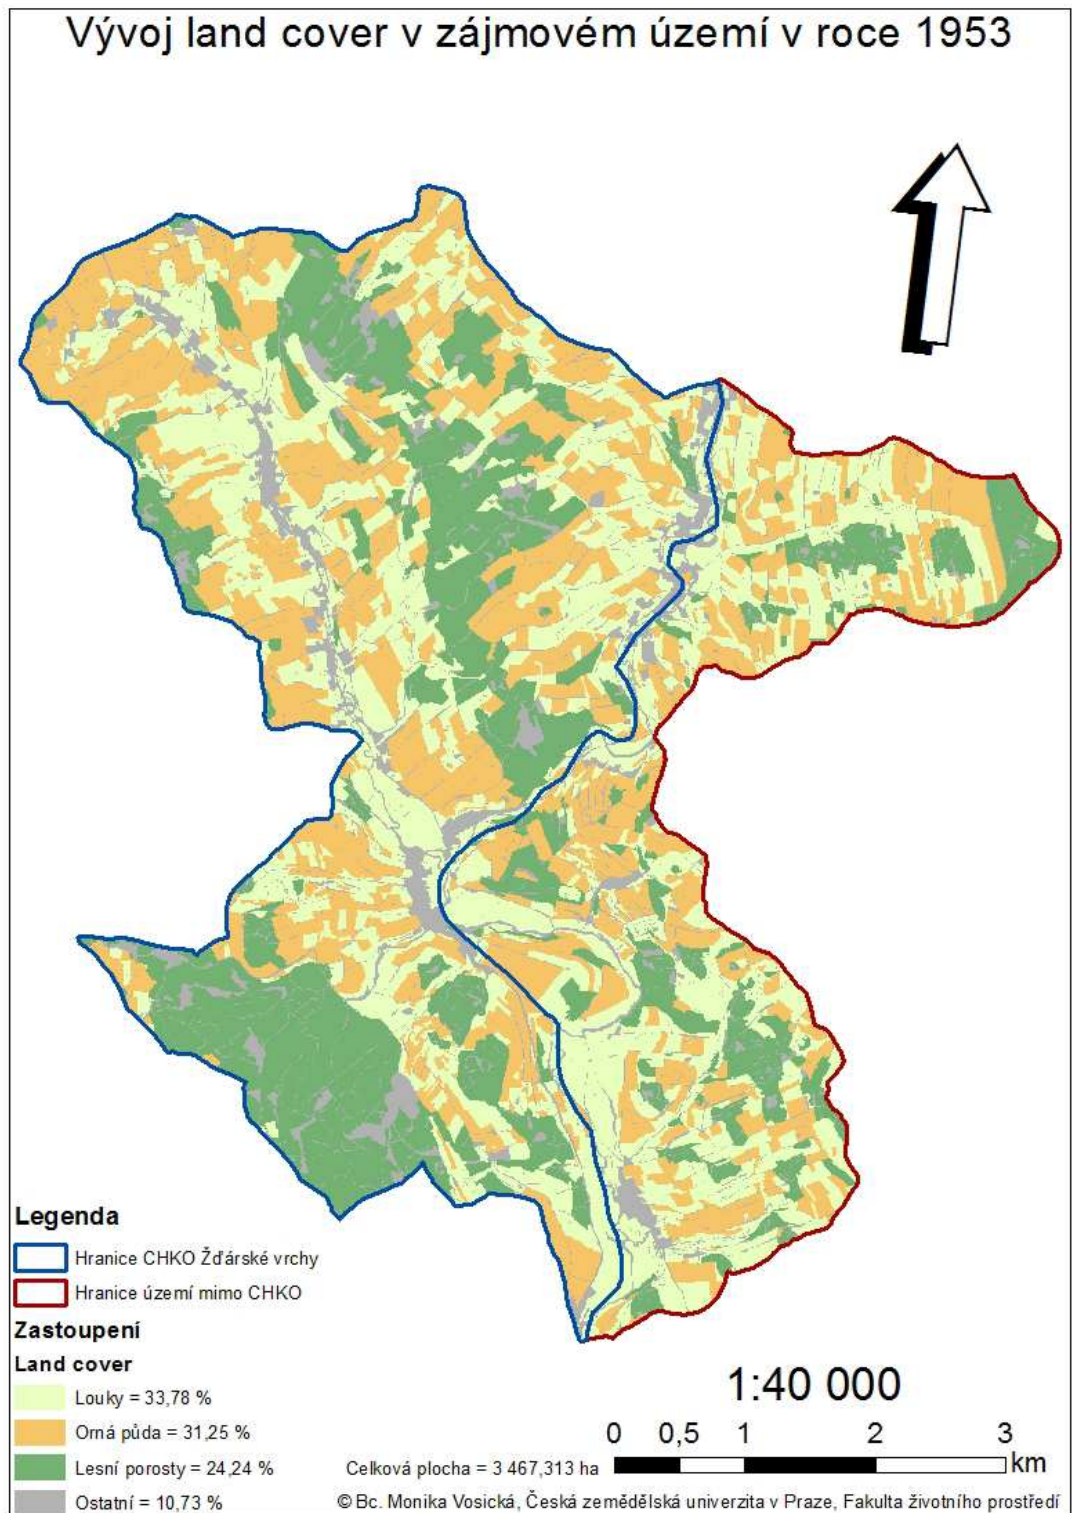 Vývoj land cover v zájmovém území v roce 1953
Legenda
Hranice CHKO Žďárské vrchy
Hranice území mimo CHKO
Zastoupení
Land cover
Louky = 33,78 %
Orná půda = 31,25 %
Lesní porosty = 24,24 %
Ostatní = 10,73 %
Celková plocha = 3 467,313 ha
1:40 000
0 0,5 1 2 3
km
© Bc. Monika Vosická, Česká zemědělská univerzita v Praze, Fakulta životního prostředí